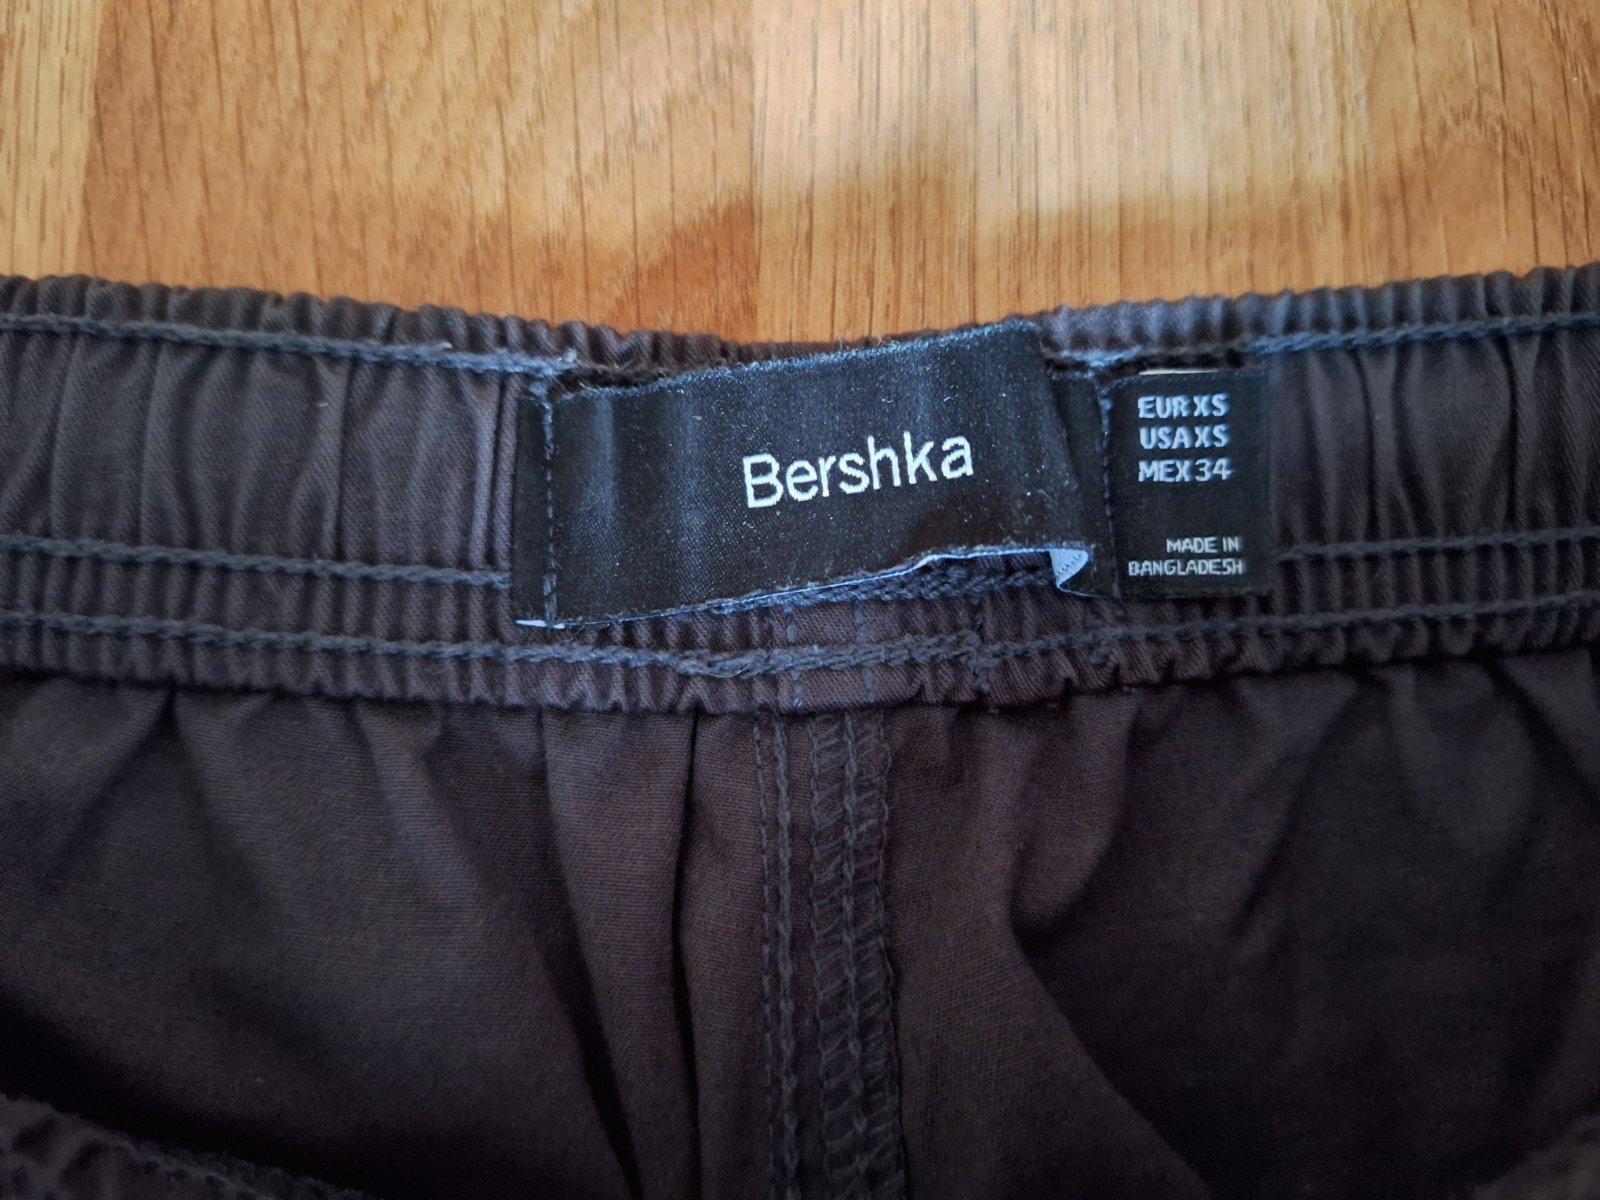 Bershka
EUR XS
USA XS
MEX 34
MADE IN
BANGLADESH